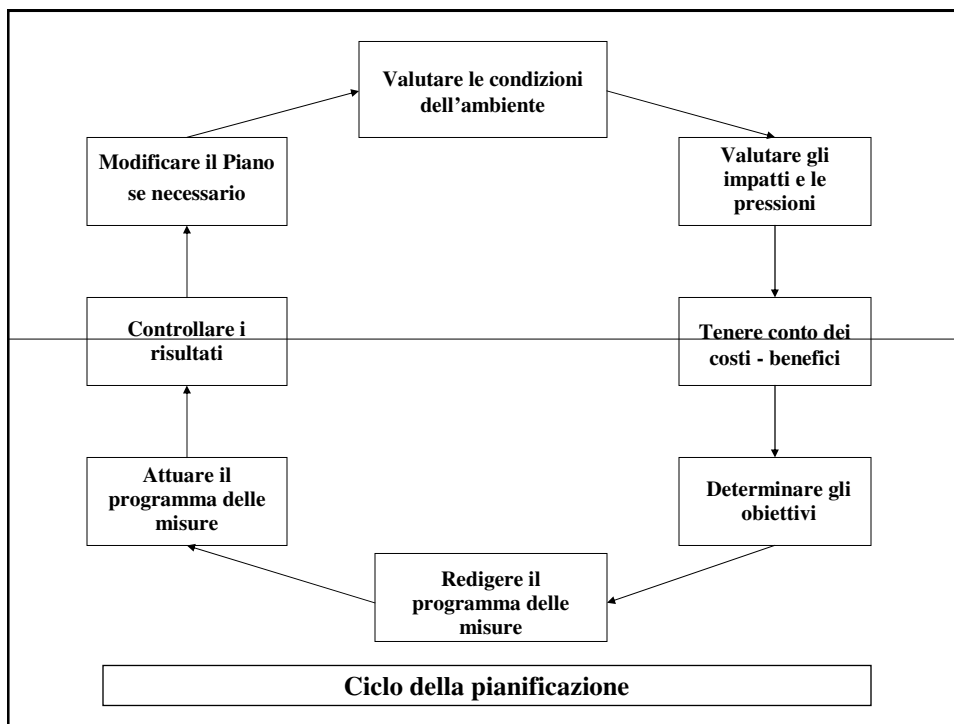 Valutare le condizioni
dell’ambiente
Valutare gli
impatti e le
pressioni
Tenere conto dei
costi - benefici
Determinare gli
obiettivi
Redigere il
programma delle
misure
Attuare il
programma delle
misure
Controllare i
risultati
Modificare il Piano
se necessario
Ciclo della pianificazione